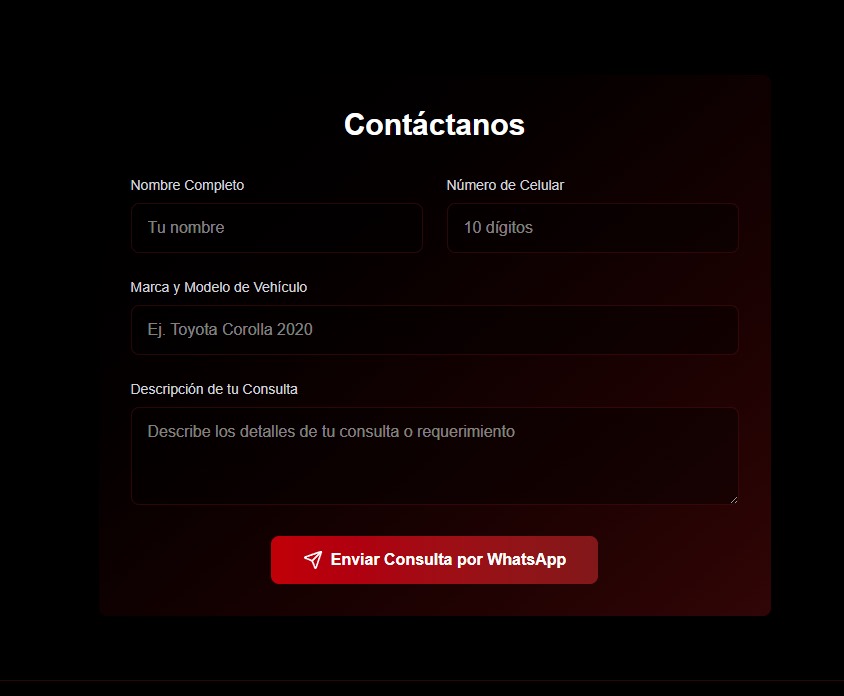 Contáctanos
Nombre Completo
Número de Celular
Tu nombre
10 dígitos
Marca y Modelo de Vehículo
Ej. Toyota Corolla 2020
Descripción de tu Consulta
Describe los detalles de tu consulta o requerimiento
Enviar Consulta por WhatsApp